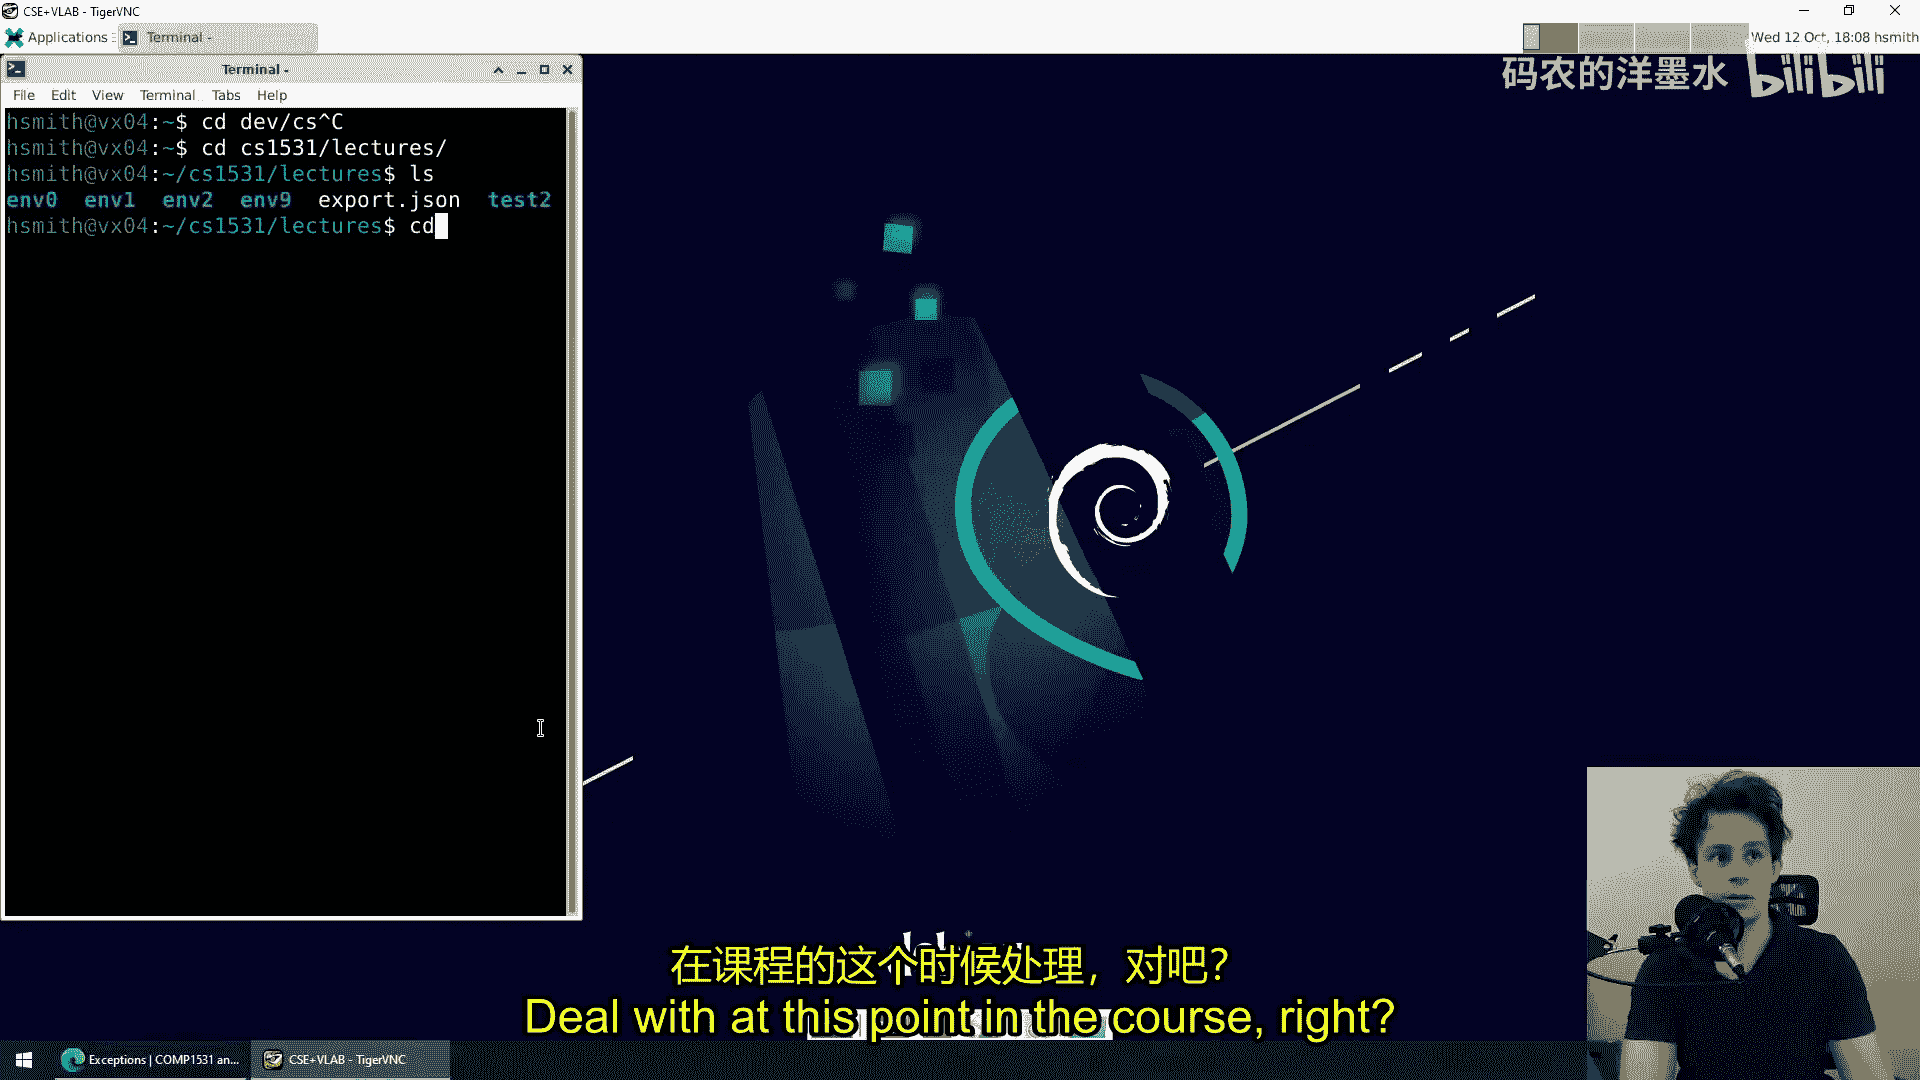 CSE+VLAB - TigerVNC
Applications
Terminal -
Wed 12 Oct, 18:08 hsmith
码农的洋墨水 bilibili
Terminal -
File Edit View Terminal Tabs Help
hsmith@vx04:~$ cd dev/cs^C
hsmith@vx04:~$ cd cs1531/lectures/
hsmith@vx04:~/cs1531/lectures$ ls
env0 env1 env2 env9 export.json test2
hsmith@vx04:~/cs1531/lectures$ cd
在课程的这个时候处理，对吧？
Deal with at this point in the course, right?
Exceptions | COMP1531 an...
CSE+VLAB - TigerVNC